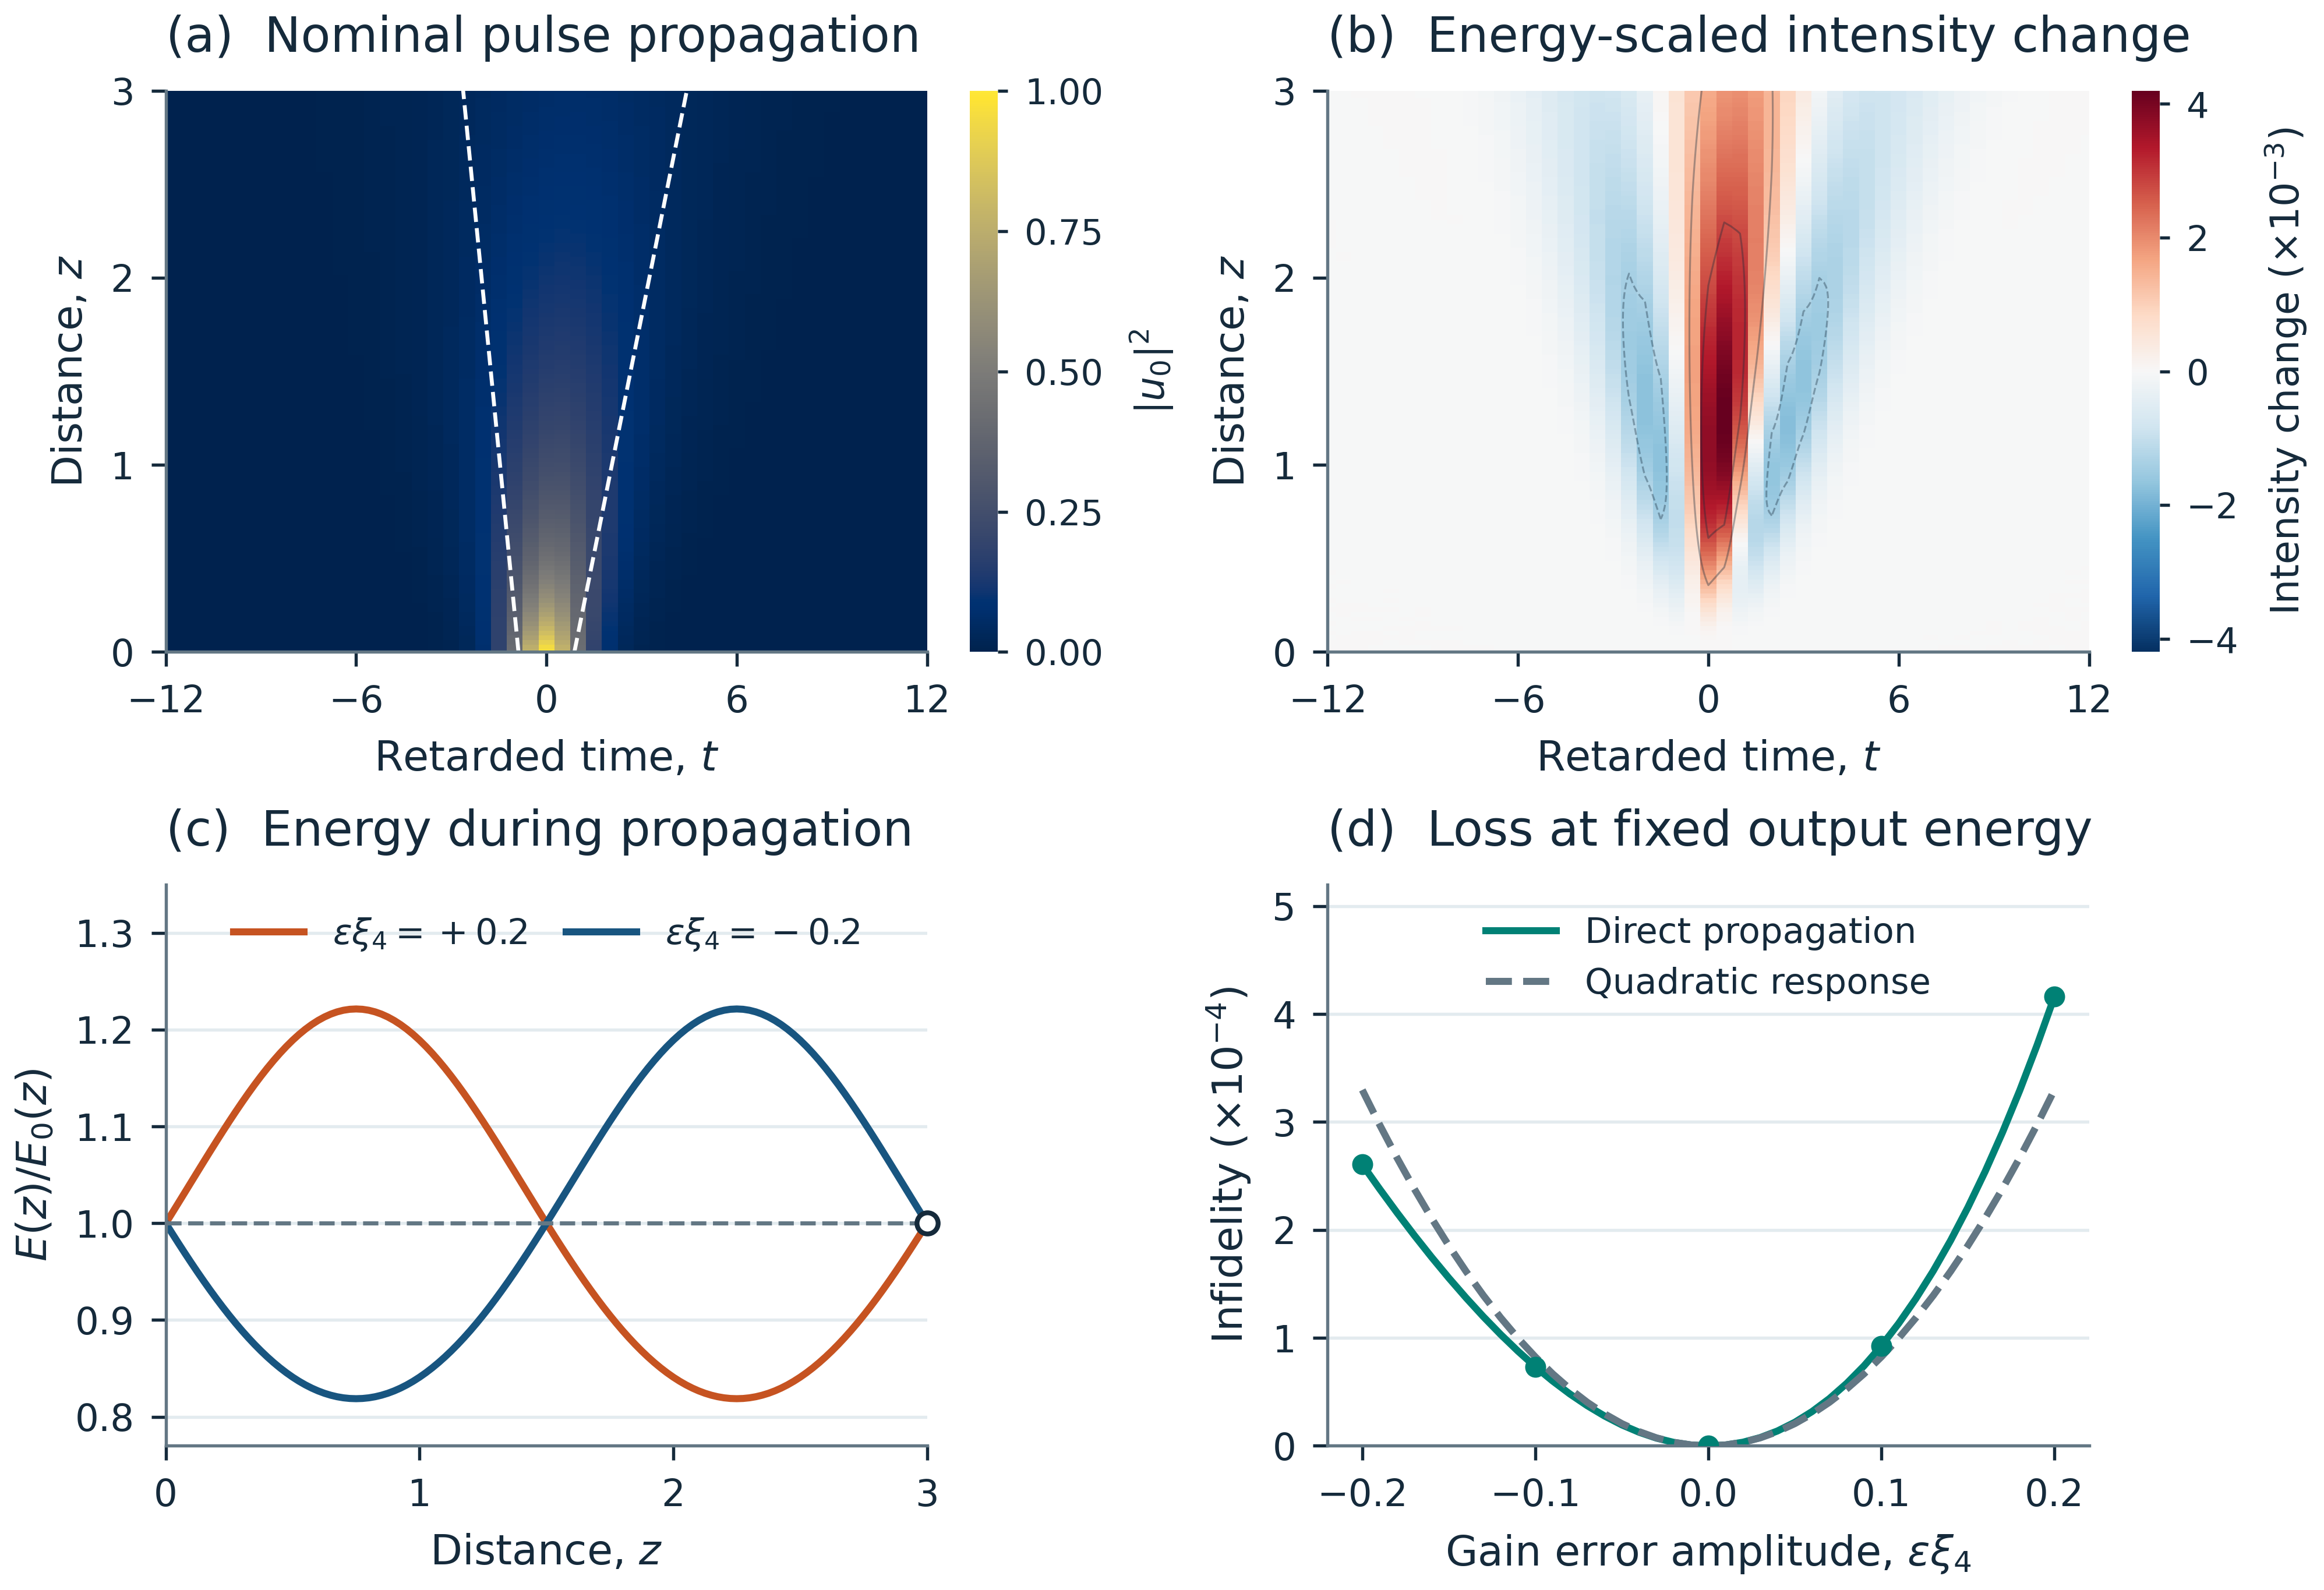 (a) Nominal pulse propagation
3
2
1
0
Distance, z
−12 −6 0 6 12
Retarded time, t
1.00
0.75
0.50
0.25
0.00
|u₀|²
(b) Energy-scaled intensity change
3
2
1
0
Distance, z
−12 −6 0 6 12
Retarded time, t
4
2
0
−2
−4
Intensity change (×10⁻³)
(c) Energy during propagation
εξ₄ = +0.2 εξ₄ = −0.2
1.3
1.2
1.1
1.0
0.9
0.8
E(z)/E₀(z)
0 1 2 3
Distance, z
(d) Loss at fixed output energy
Direct propagation
Quadratic response
5
4
3
2
1
0
Infidelity (×10⁻⁴)
−0.2 −0.1 0.0 0.1 0.2
Gain error amplitude, εξ₄